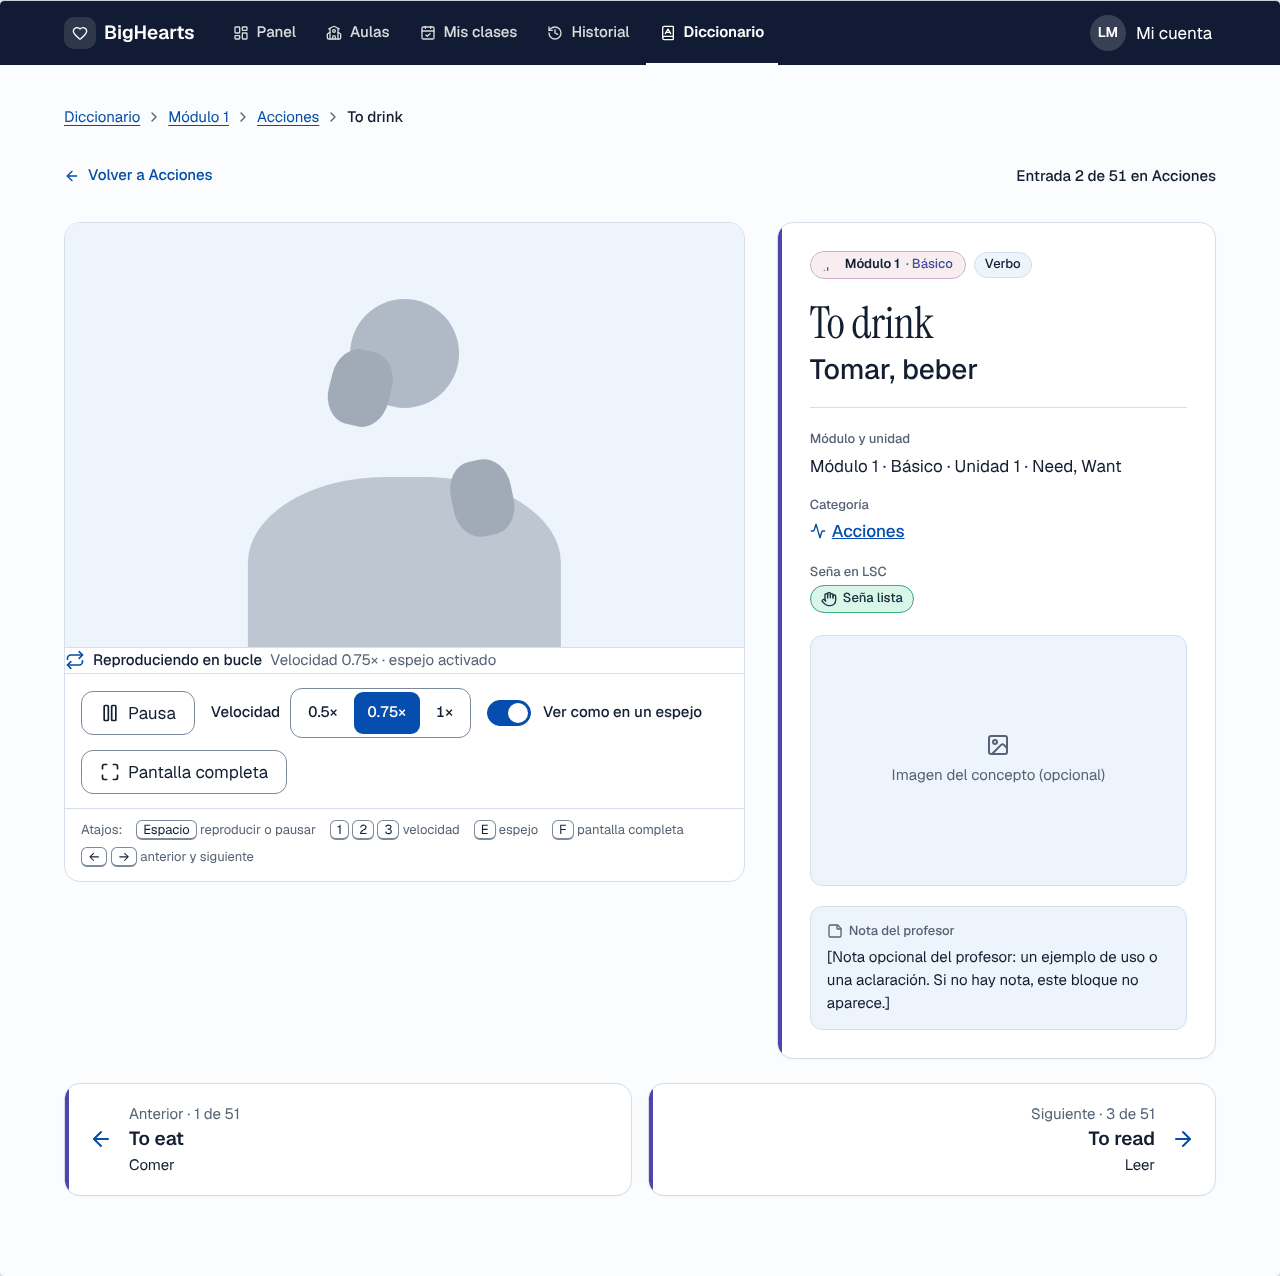 BigHearts
Panel
Aulas
Mis clases
Historial
Diccionario
LM
Mi cuenta
Diccionario > Módulo 1 > Acciones > To drink
← Volver a Acciones
Entrada 2 de 51 en Acciones
Reproduciendo en bucle Velocidad 0.75× · espejo activado
Pausa
Velocidad
0.5×
0.75×
1×
Ver como en un espejo
Pantalla completa
Atajos: Espacio reproducir o pausar 1 2 3 velocidad E espejo F pantalla completa
← → anterior y siguiente
Módulo 1 · Básico
Verbo
To drink
Tomar, beber
Módulo y unidad
Módulo 1 · Básico · Unidad 1 · Need, Want
Categoría
Acciones
Seña en LSC
Seña lista
Imagen del concepto (opcional)
Nota del profesor
[Nota opcional del profesor: un ejemplo de uso o
una aclaración. Si no hay nota, este bloque no
aparece.]
Anterior · 1 de 51
← To eat
Comer
Siguiente · 3 de 51
To read →
Leer